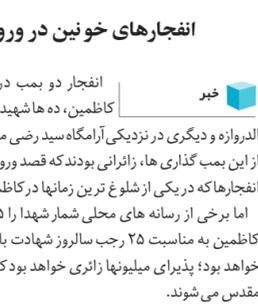 انفجارهای خونین در ورو
خبر
انفجار دو بمب در
کاظمین، ده ها شهید
الدروازه و دیگری در نزدیکی آرامگاه سید رضی م
از این بمب گذاری ها، زائرانی بودند که قصد ورو
انفجارها که در یکی از شلوغ ترین زمانها در کاظ
اما برخی از رسانه های محلی شمار شهدا را ۵
کاظمین به مناسبت ۲۵ رجب سالروز شهادت با
خواهد بود؛ پذیرای میلیونها زائری خواهد بود ک
مقدس می شوند.